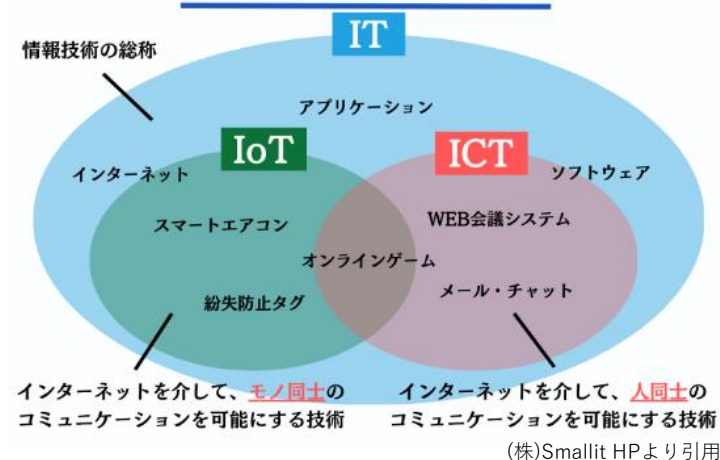 IT
情報技術の総称
アプリケーション
IoT
ICT
インターネット
ソフトウェア
スマートエアコン
WEB会議システム
オンラインゲーム
紛失防止タグ
メール・チャット
インターネットを介して、モノ同士の
コミュニケーションを可能にする技術
インターネットを介して、人同士の
コミュニケーションを可能にする技術
(株)Smallit HPより引用